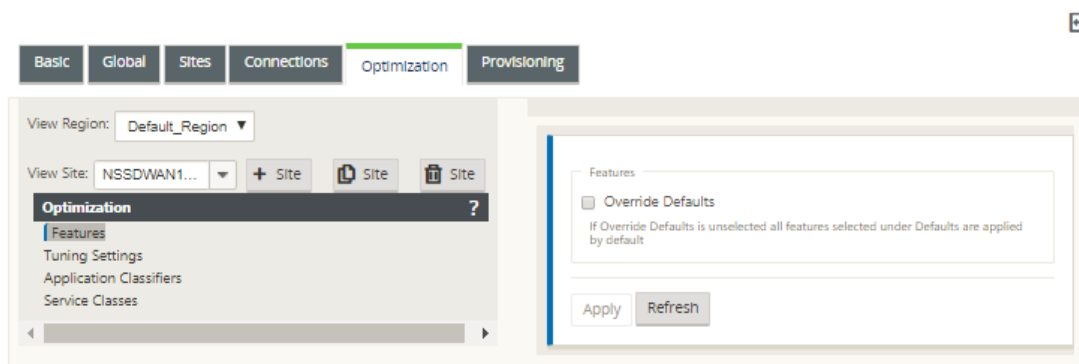 Basic Global Sites Connections Optimization Provisioning
View Region: Default_Region
View Site: NSSDWAN1... + Site Site Site
Optimization ?
Features
Tuning Settings
Application Classifiers
Service Classes
Features
Override Defaults
If Override Defaults is unselected all features selected under Defaults are applied
by default
Apply Refresh